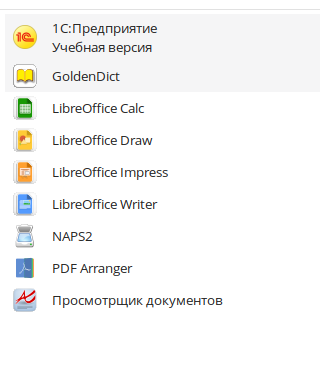 1С:Предприятие
Учебная версия
GoldenDict
LibreOffice Calc
LibreOffice Draw
LibreOffice Impress
LibreOffice Writer
NAPS2
PDF Arranger
Просмотрщик документов